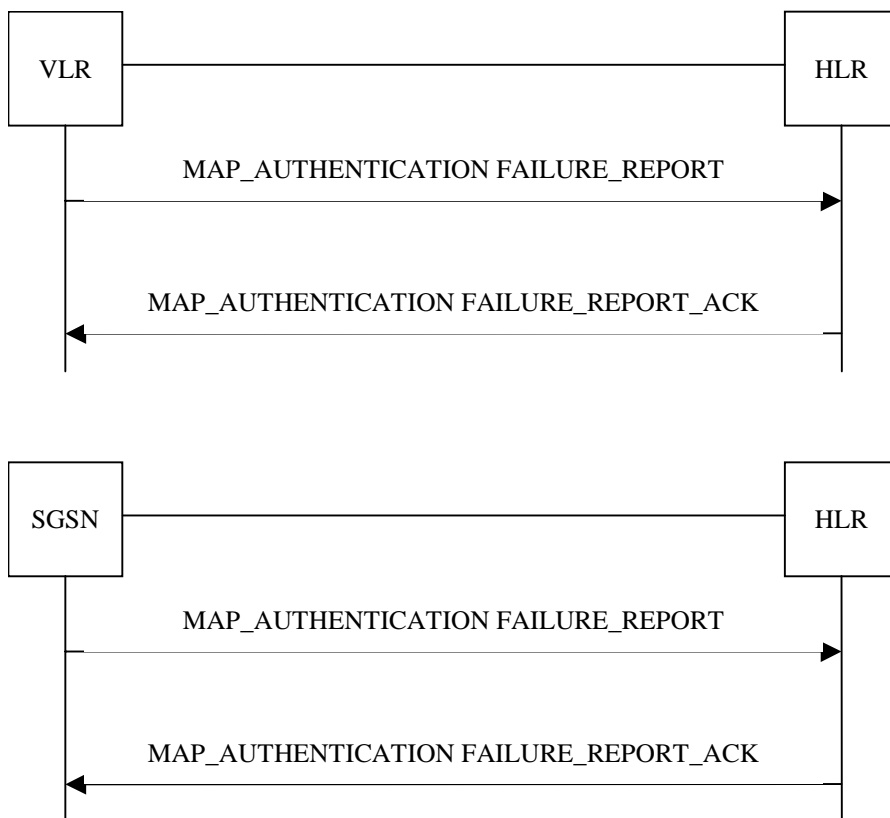 VLR
HLR
MAP_AUTHENTICATION FAILURE_REPORT
MAP_AUTHENTICATION FAILURE_REPORT_ACK
SGSN
HLR
MAP_AUTHENTICATION FAILURE_REPORT
MAP_AUTHENTICATION FAILURE_REPORT_ACK